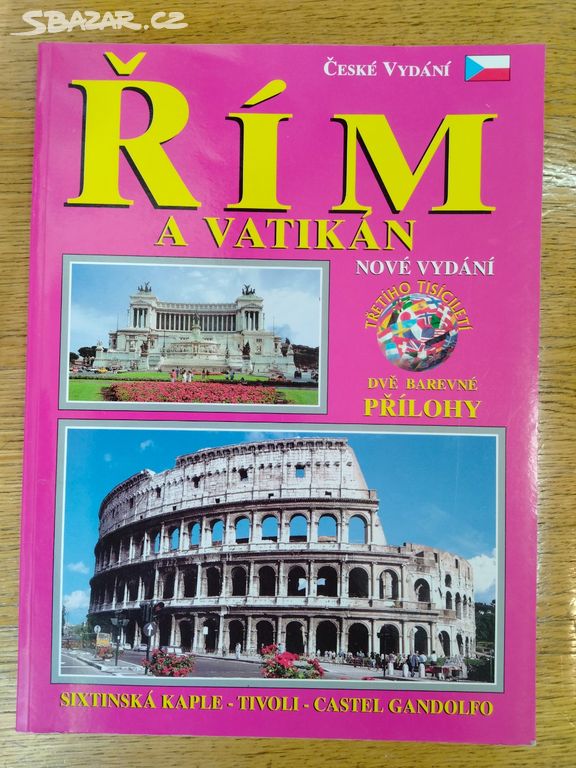 SBAZAR.CZ
ČESKÉ VYDÁNÍ
ŘÍM
A VATIKÁN
NOVÉ VYDÁNÍ
TŘETÍHO TISÍCILETÍ
DVĚ BAREVNÉ
PŘÍLOHY
SIXTINSKÁ KAPLE - TIVOLI - CASTEL GANDOLFO